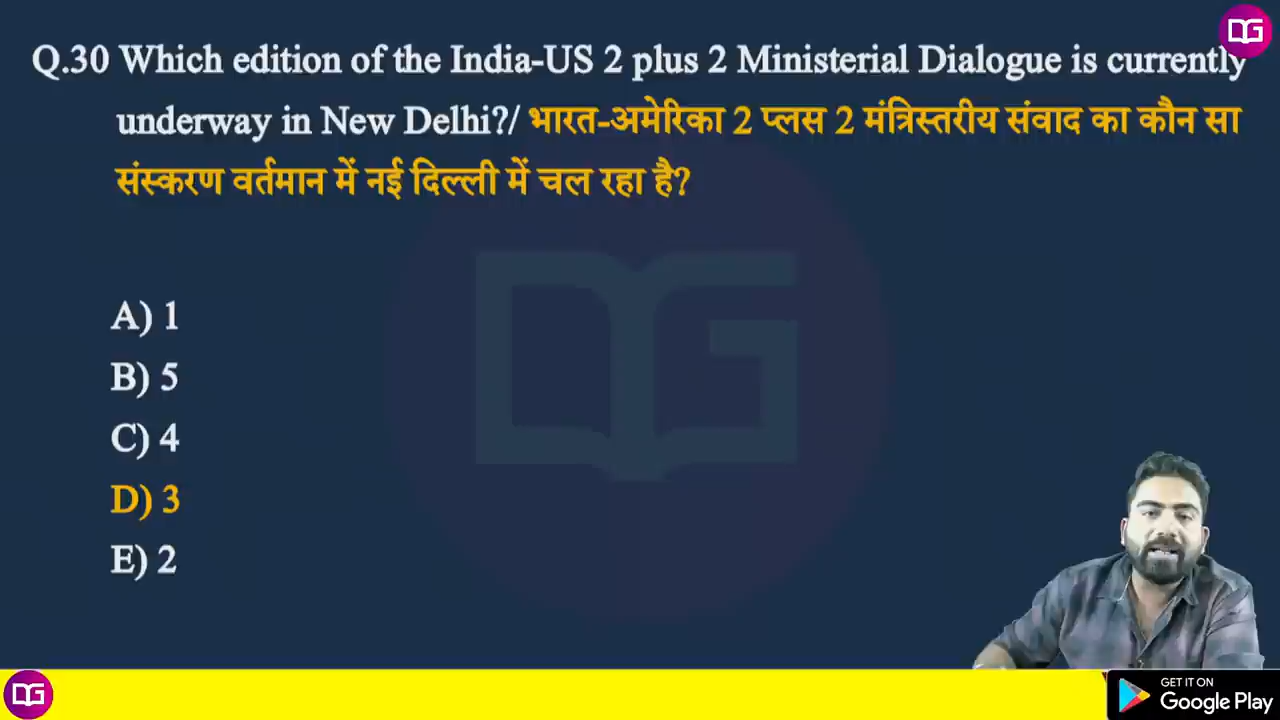 DG
Q.30 Which edition of the India-US 2 plus 2 Ministerial Dialogue is currently
underway in New Delhi?/ भारत-अमेरिका 2 प्लस 2 मंत्रिस्तरीय संवाद का कौन सा
संस्करण वर्तमान में नई दिल्ली में चल रहा है?
A) 1
B) 5
C) 4
D) 3
E) 2
DG
GET IT ON
Google Play